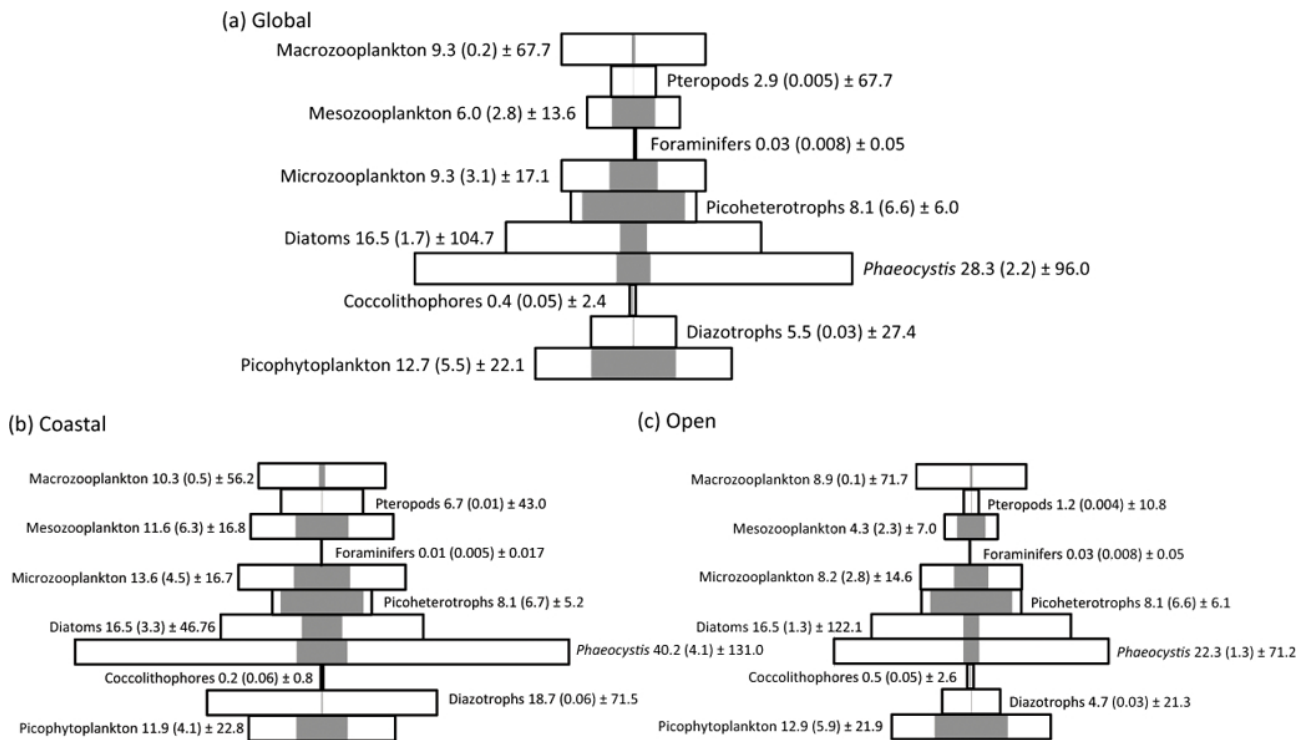 (a) Global
Macrozooplankton 9.3 (0.2) ± 67.7
Pteropods 2.9 (0.005) ± 67.7
Mesozooplankton 6.0 (2.8) ± 13.6
Foraminifers 0.03 (0.008) ± 0.05
Microzooplankton 9.3 (3.1) ± 17.1
Picoheterotrophs 8.1 (6.6) ± 6.0
Diatoms 16.5 (1.7) ± 104.7
Phaeocystis 28.3 (2.2) ± 96.0
Coccolithophores 0.4 (0.05) ± 2.4
Diazotrophs 5.5 (0.03) ± 27.4
Picophytoplankton 12.7 (5.5) ± 22.1
(b) Coastal
Macrozooplankton 10.3 (0.5) ± 56.2
Pteropods 6.7 (0.01) ± 43.0
Mesozooplankton 11.6 (6.3) ± 16.8
Foraminifers 0.01 (0.005) ± 0.017
Microzooplankton 13.6 (4.5) ± 16.7
Picoheterotrophs 8.1 (6.7) ± 5.2
Diatoms 16.5 (3.3) ± 46.76
Phaeocystis 40.2 (4.1) ± 131.0
Coccolithophores 0.2 (0.06) ± 0.8
Diazotrophs 18.7 (0.06) ± 71.5
Picophytoplankton 11.9 (4.1) ± 22.8
(c) Open
Macrozooplankton 8.9 (0.1) ± 71.7
Pteropods 1.2 (0.004) ± 10.8
Mesozooplankton 4.3 (2.3) ± 7.0
Foraminifers 0.03 (0.008) ± 0.05
Microzooplankton 8.2 (2.8) ± 14.6
Picoheterotrophs 8.1 (6.6) ± 6.1
Diatoms 16.5 (1.3) ± 122.1
Phaeocystis 22.3 (1.3) ± 71.2
Coccolithophores 0.5 (0.05) ± 2.6
Diazotrophs 4.7 (0.03) ± 21.3
Picophytoplankton 12.9 (5.9) ± 21.9